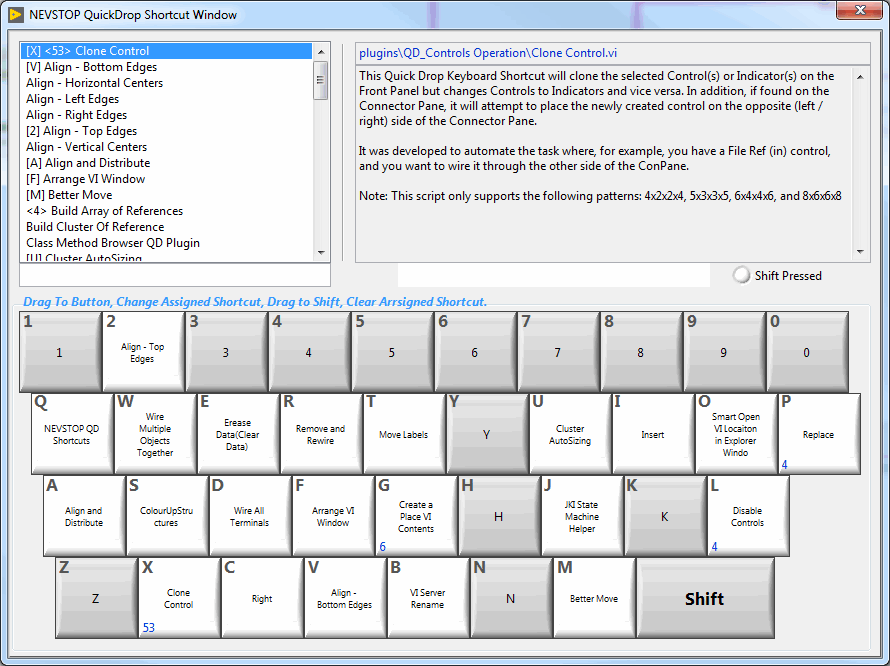 NEVSTOP QuickDrop Shortcut Window
[X] <53> Clone Control
[V] Align - Bottom Edges
Align - Horizontal Centers
Align - Left Edges
Align - Right Edges
[2] Align - Top Edges
Align - Vertical Centers
[A] Align and Distribute
[F] Arrange VI Window
[M] Better Move
<4> Build Array of References
Build Cluster Of Reference
Class Method Browser QD Plugin
[U] Cluster AutoSizing
plugins\QD_Controls Operation\Clone Control.vi
This Quick Drop Keyboard Shortcut will clone the selected Control(s) or Indicator(s) on the
Front Panel but changes Controls to Indicators and vice versa. In addition, if found on the
Connector Pane, it will attempt to place the newly created control on the opposite (left /
right) side of the Connector Pane.
It was developed to automate the task where, for example, you have a File Ref (in) control,
and you want to wire it through the other side of the ConPane.
Note: This script only supports the following patterns: 4x2x2x4, 5x3x3x5, 6x4x4x6, and 8x6x6x8
Shift Pressed
Drag To Button, Change Assigned Shortcut, Drag to Shift, Clear Arrsigned Shortcut.
1
1
2
Align - Top
Edges
3
3
4
4
5
5
6
6
7
7
8
8
9
9
0
0
Q
NEVSTOP QD
Shortcuts
W
Wire
Multiple
Objects
Together
E
Erease
Data(Clear
Data)
R
Remove and
Rewire
T
Move Labels
Y
Y
U
Cluster
AutoSizing
I
Insert
O
Smart Open
VI Locaiton
in Explorer
Windo
P
Replace
4
A
Align and
Distribute
S
ColourUpStru
ctures
D
Wire All
Terminals
F
Arrange VI
Window
G
Create a
Place VI
Contents
6
H
H
J
JKI State
Machine
Helper
K
K
L
Disable
Controls
4
Z
Z
X
Clone
Control
53
C
Right
V
Align -
Bottom Edges
B
VI Server
Rename
N
N
M
Better Move
Shift